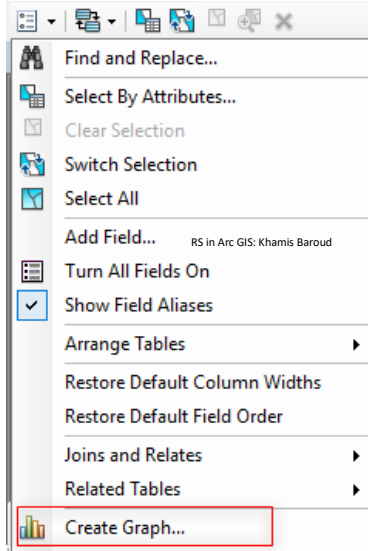 Find and Replace...
Select By Attributes...
Clear Selection
Switch Selection
Select All
Add Field...
RS in Arc GIS: Khamis Baroud
Turn All Fields On
Show Field Aliases
Arrange Tables
Restore Default Column Widths
Restore Default Field Order
Joins and Relates
Related Tables
Create Graph...